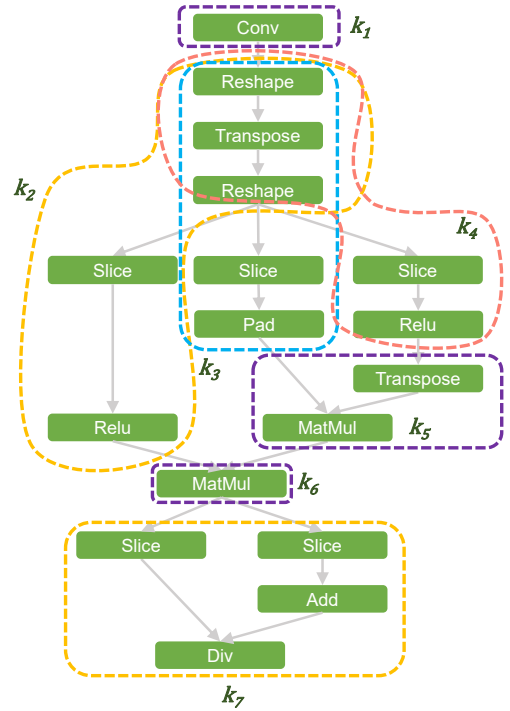 Conv k1
Reshape
Transpose
Reshape
k2
k4
Slice Slice Slice
Pad Relu
k3
Transpose
Relu MatMul k5
MatMul k6
Slice Slice
Add
Div
k7